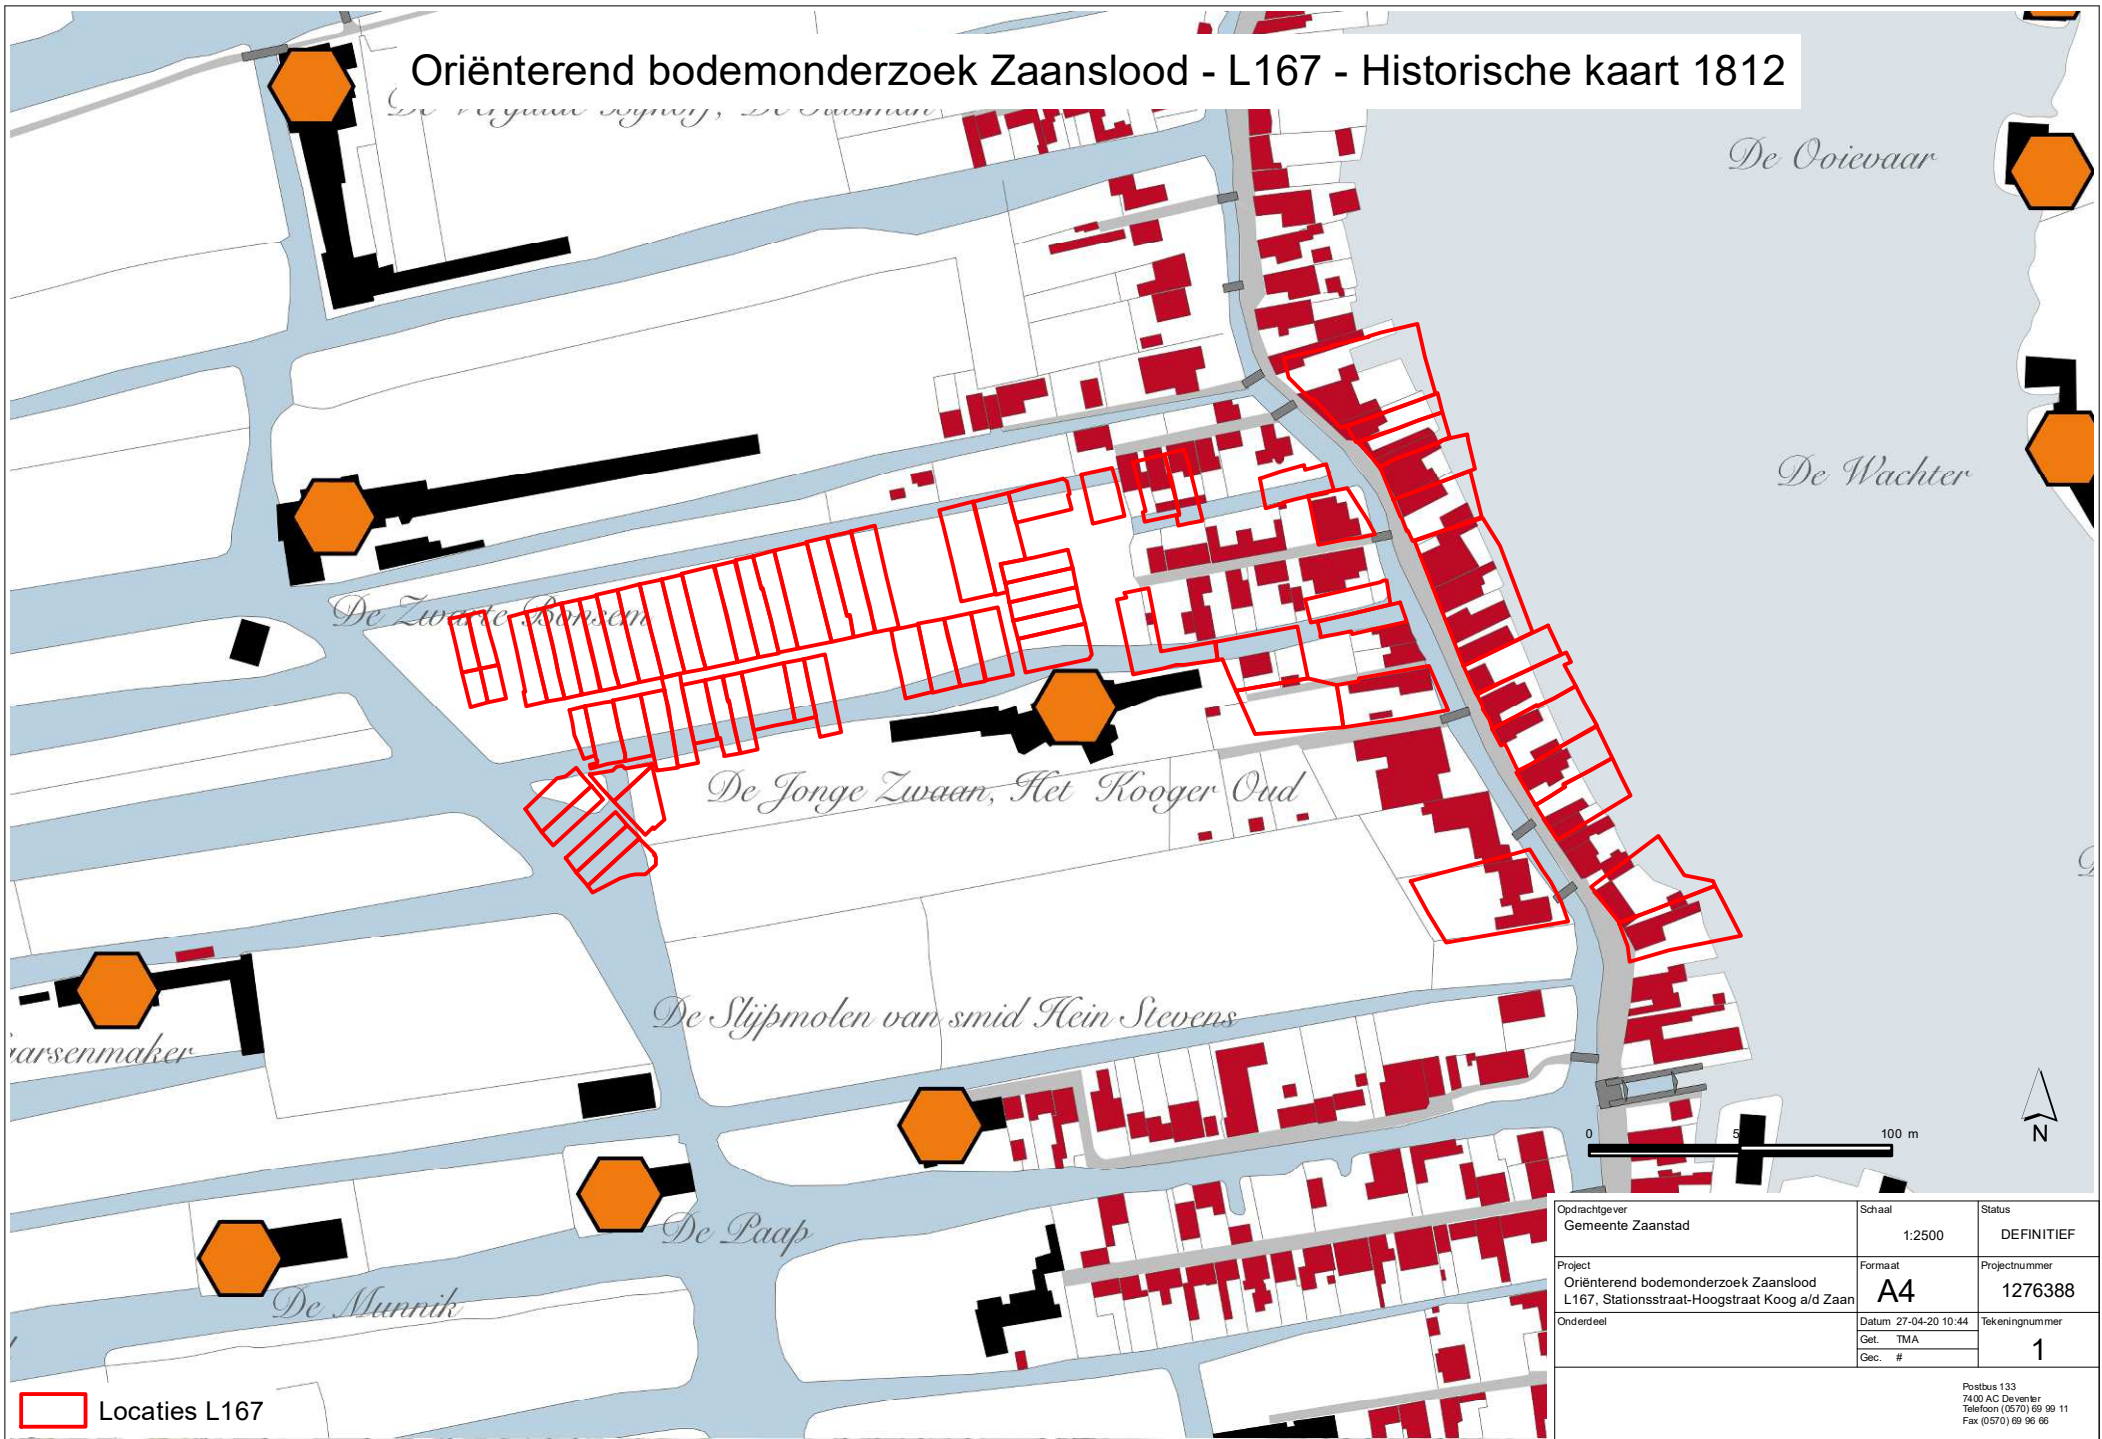 Oriënterend bodemonderzoek Zaanslood - L167 - Historische kaart 1812
De Ooievaar
De Wachter
De Zwarte Bonsem
De Jonge Zwaan, Het Kooger Oud
De Slijpmolen van smid Hein Stevens
aarsenmaker
De Paap
De Munnik
0
5
100 m
N
Opdrachtgever
Gemeente Zaanstad
Schaal
1:2500
Status
DEFINITIEF
Project
Oriënterend bodemonderzoek Zaanslood
L167, Stationsstraat-Hoogstraat Koog a/d Zaan
Formaat
A4
Projectnummer
1276388
Onderdeel
Datum 27-04-20 10:44
Get. TMA
Gec. #
Tekeningnummer
1
Postbus 133
7400 AC Deventer
Telefoon (0570) 69 99 11
Fax (0570) 69 96 66
Locaties L167